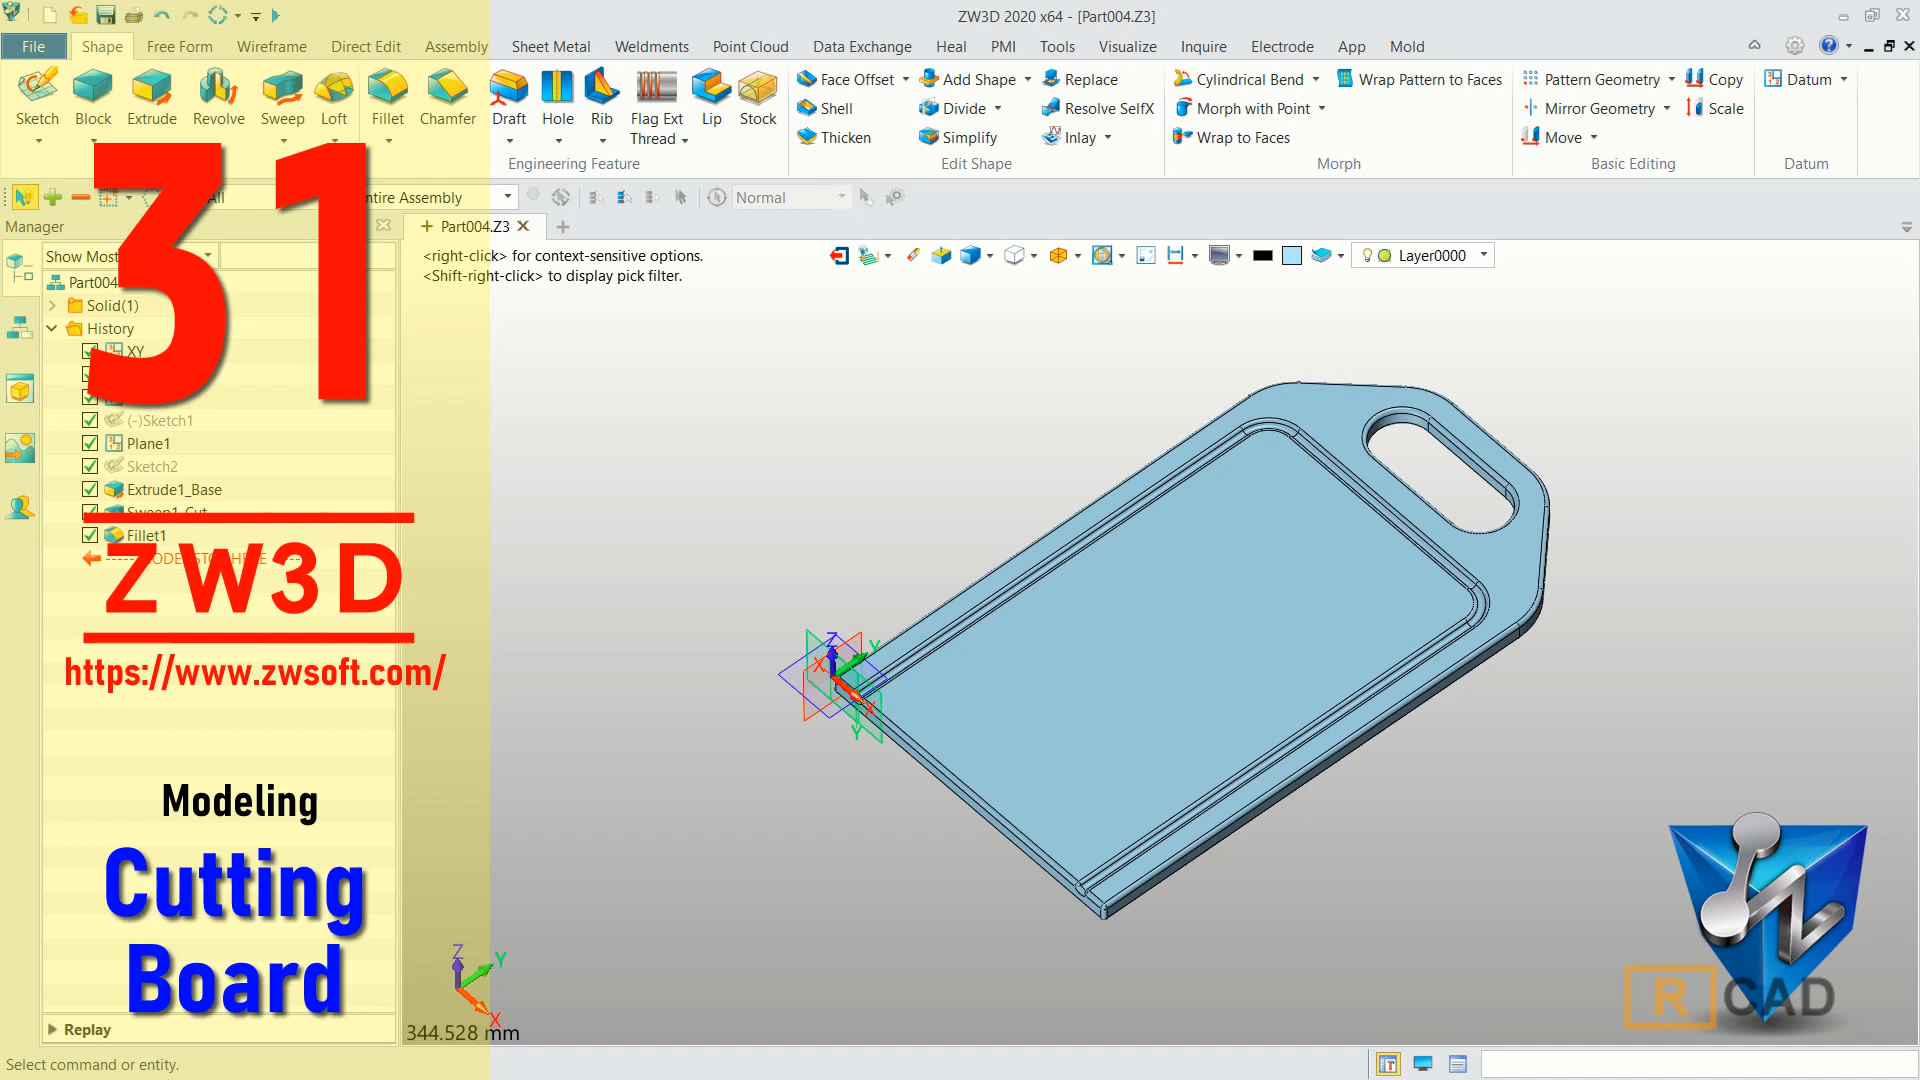 ZW3D 2020 x64 - [Part004.Z3]
File Shape Free Form Wireframe Direct Edit Assembly Sheet Metal Weldments Point Cloud Data Exchange Heal PMI Tools Visualize Inquire Electrode App Mold
Sketch Block Extrude Revolve Sweep Loft Fillet Chamfer Draft Hole Rib Flag Ext Thread Lip Stock
Engineering Feature
Face Offset Add Shape Replace
Shell Divide Resolve SelfX
Thicken Simplify Inlay
Edit Shape
Cylindrical Bend Wrap Pattern to Faces
Morph with Point
Wrap to Faces
Morph
Pattern Geometry Copy
Mirror Geometry Scale
Move
Basic Editing
Datum
Datum
All ntire Assembly Normal
Manager
Part004.Z3
Show Most
<right-click> for context-sensitive options.
<Shift-right-click> to display pick filter.
Layer0000
Part004
Solid(1)
History
XY
(-)Sketch1
Plane1
Sketch2
Extrude1_Base
Sweep1_Cut
Fillet1
31
ZW3D
https://www.zwsoft.com/
Modeling
Cutting
Board
Z
Y
X
X
Y
Z
Y
X
344.528 mm
Replay
Select command or entity.
R CAD